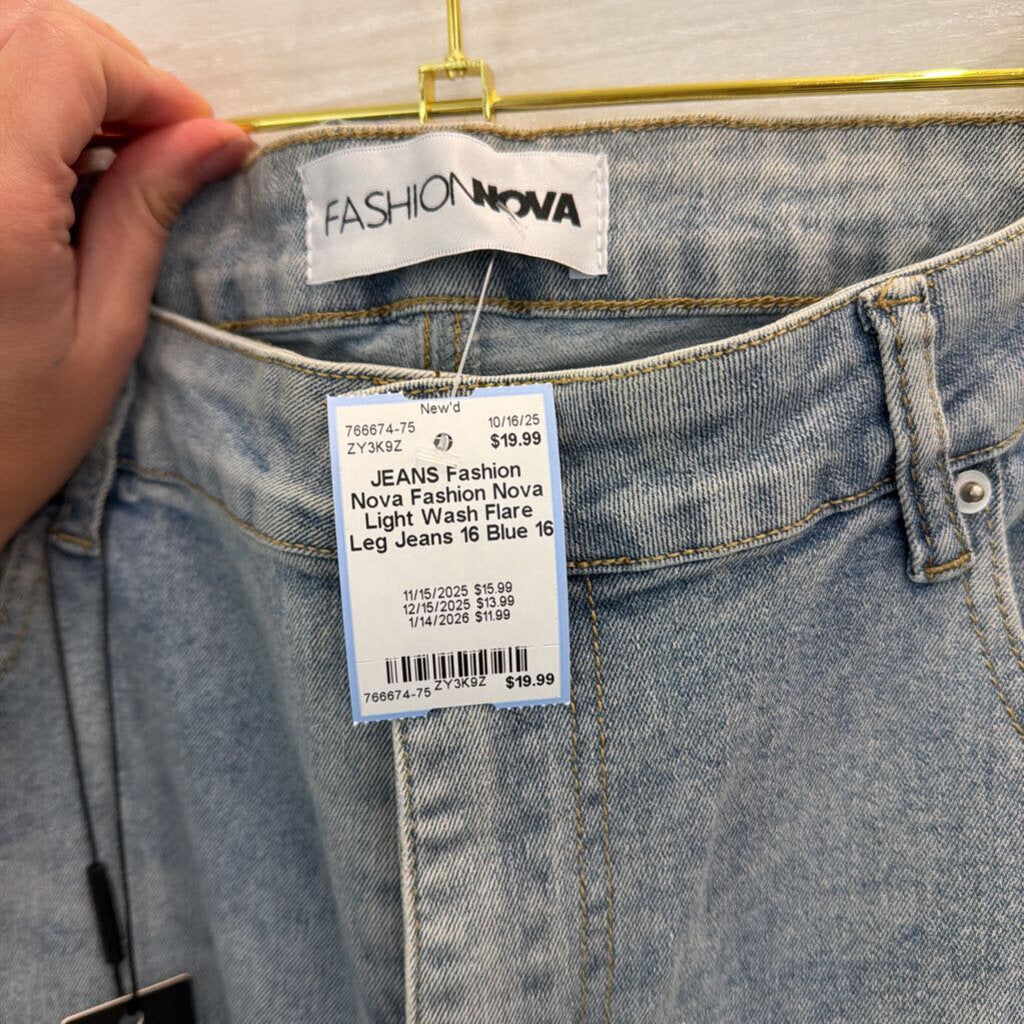 FASHIONNOVA
New'd
766674-75 10/16/25
ZY3K9Z $19.99
JEANS Fashion
Nova Fashion Nova
Light Wash Flare
Leg Jeans 16 Blue 16
11/15/2025 $15.99
12/15/2025 $13.99
1/14/2026 $11.99
766674-75 ZY3K9Z $19.99